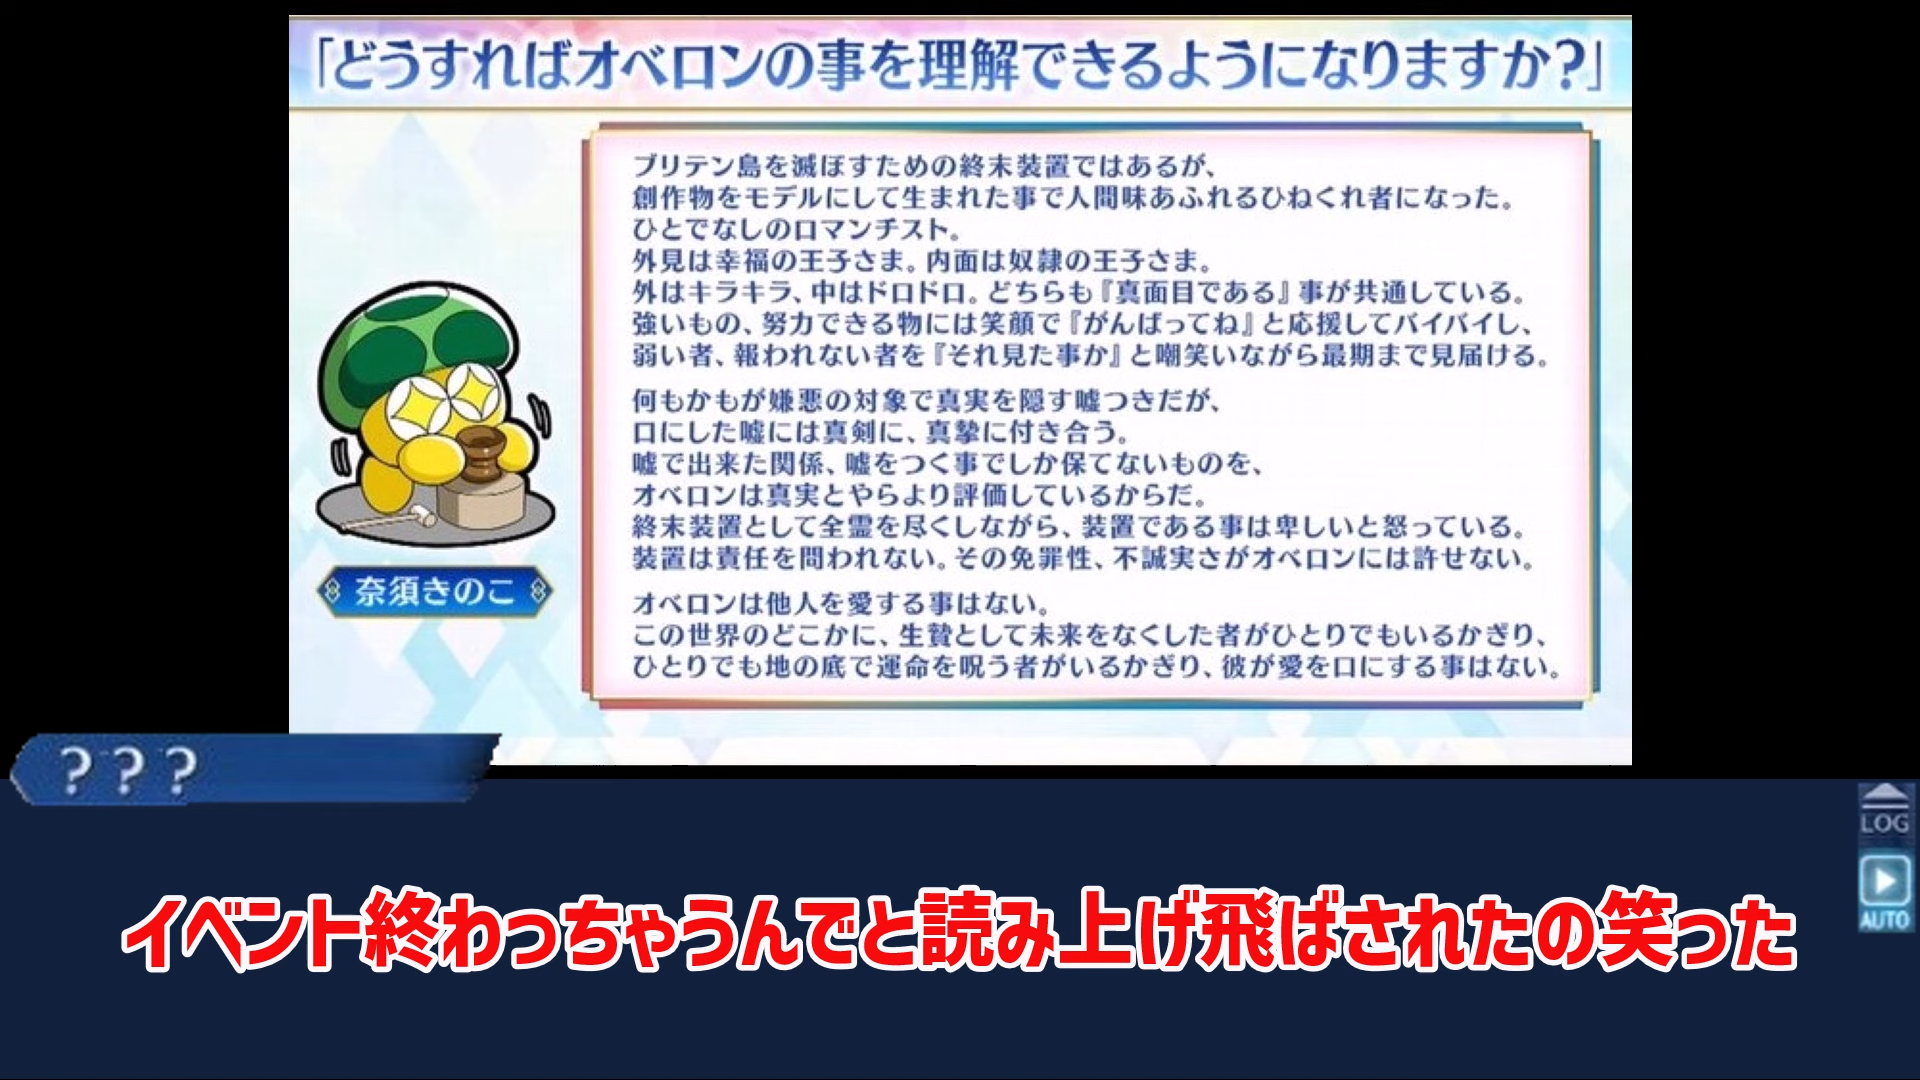 「どうすればオベロンの事を理解できるようになりますか?」
ブリテン島を滅ぼすための終末装置ではあるが、
創作物をモデルにして生まれた事で人間味あふれるひねくれ者になった。
ひとでなしのロマンチスト。
外見は幸福の王子さま。内面は奴隷の王子さま。
外はキラキラ、中はドロドロ。どちらも『真面目である』事が共通している。
強いもの、努力できる物には笑顔で『がんばってね』と応援してバイバイし、
弱い者、報われない者を『それ見た事か』と嘲笑いながら最期まで見届ける。
何もかもが嫌悪の対象で真実を隠す嘘つきだが、
口にした嘘には真剣に、真摯に付き合う。
嘘で出来た関係、嘘をつく事でしか保てないものを、
オベロンは真実とやらより評価しているからだ。
終末装置として全霊を尽くしながら、装置である事は卑しいと怒っている。
装置は責任を問われない。その免罪性、不誠実さがオベロンには許せない。
オベロンは他人を愛する事はない。
この世界のどこかに、生贄として未来をなくした者がひとりでもいるかぎり、
ひとりでも地の底で運命を呪う者がいるかぎり、彼が愛を口にする事はない。
奈須きのこ
???
LOG
AUTO
イベント終わっちゃうんでと読み上げ飛ばされたの笑った